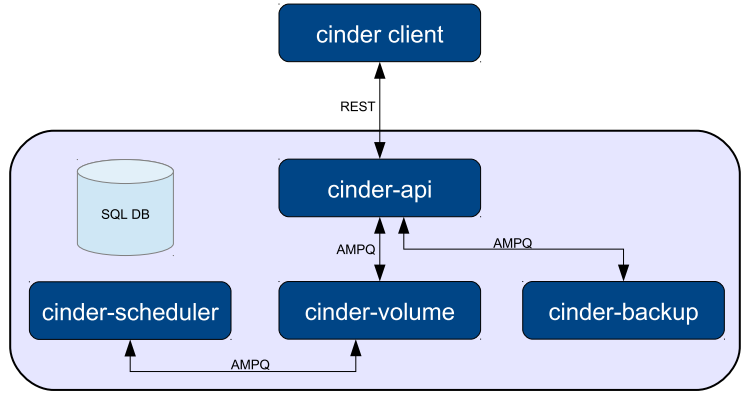 cinder client
REST
cinder-api
SQL DB
AMPQ
AMPQ
cinder-scheduler
cinder-volume
cinder-backup
AMPQ